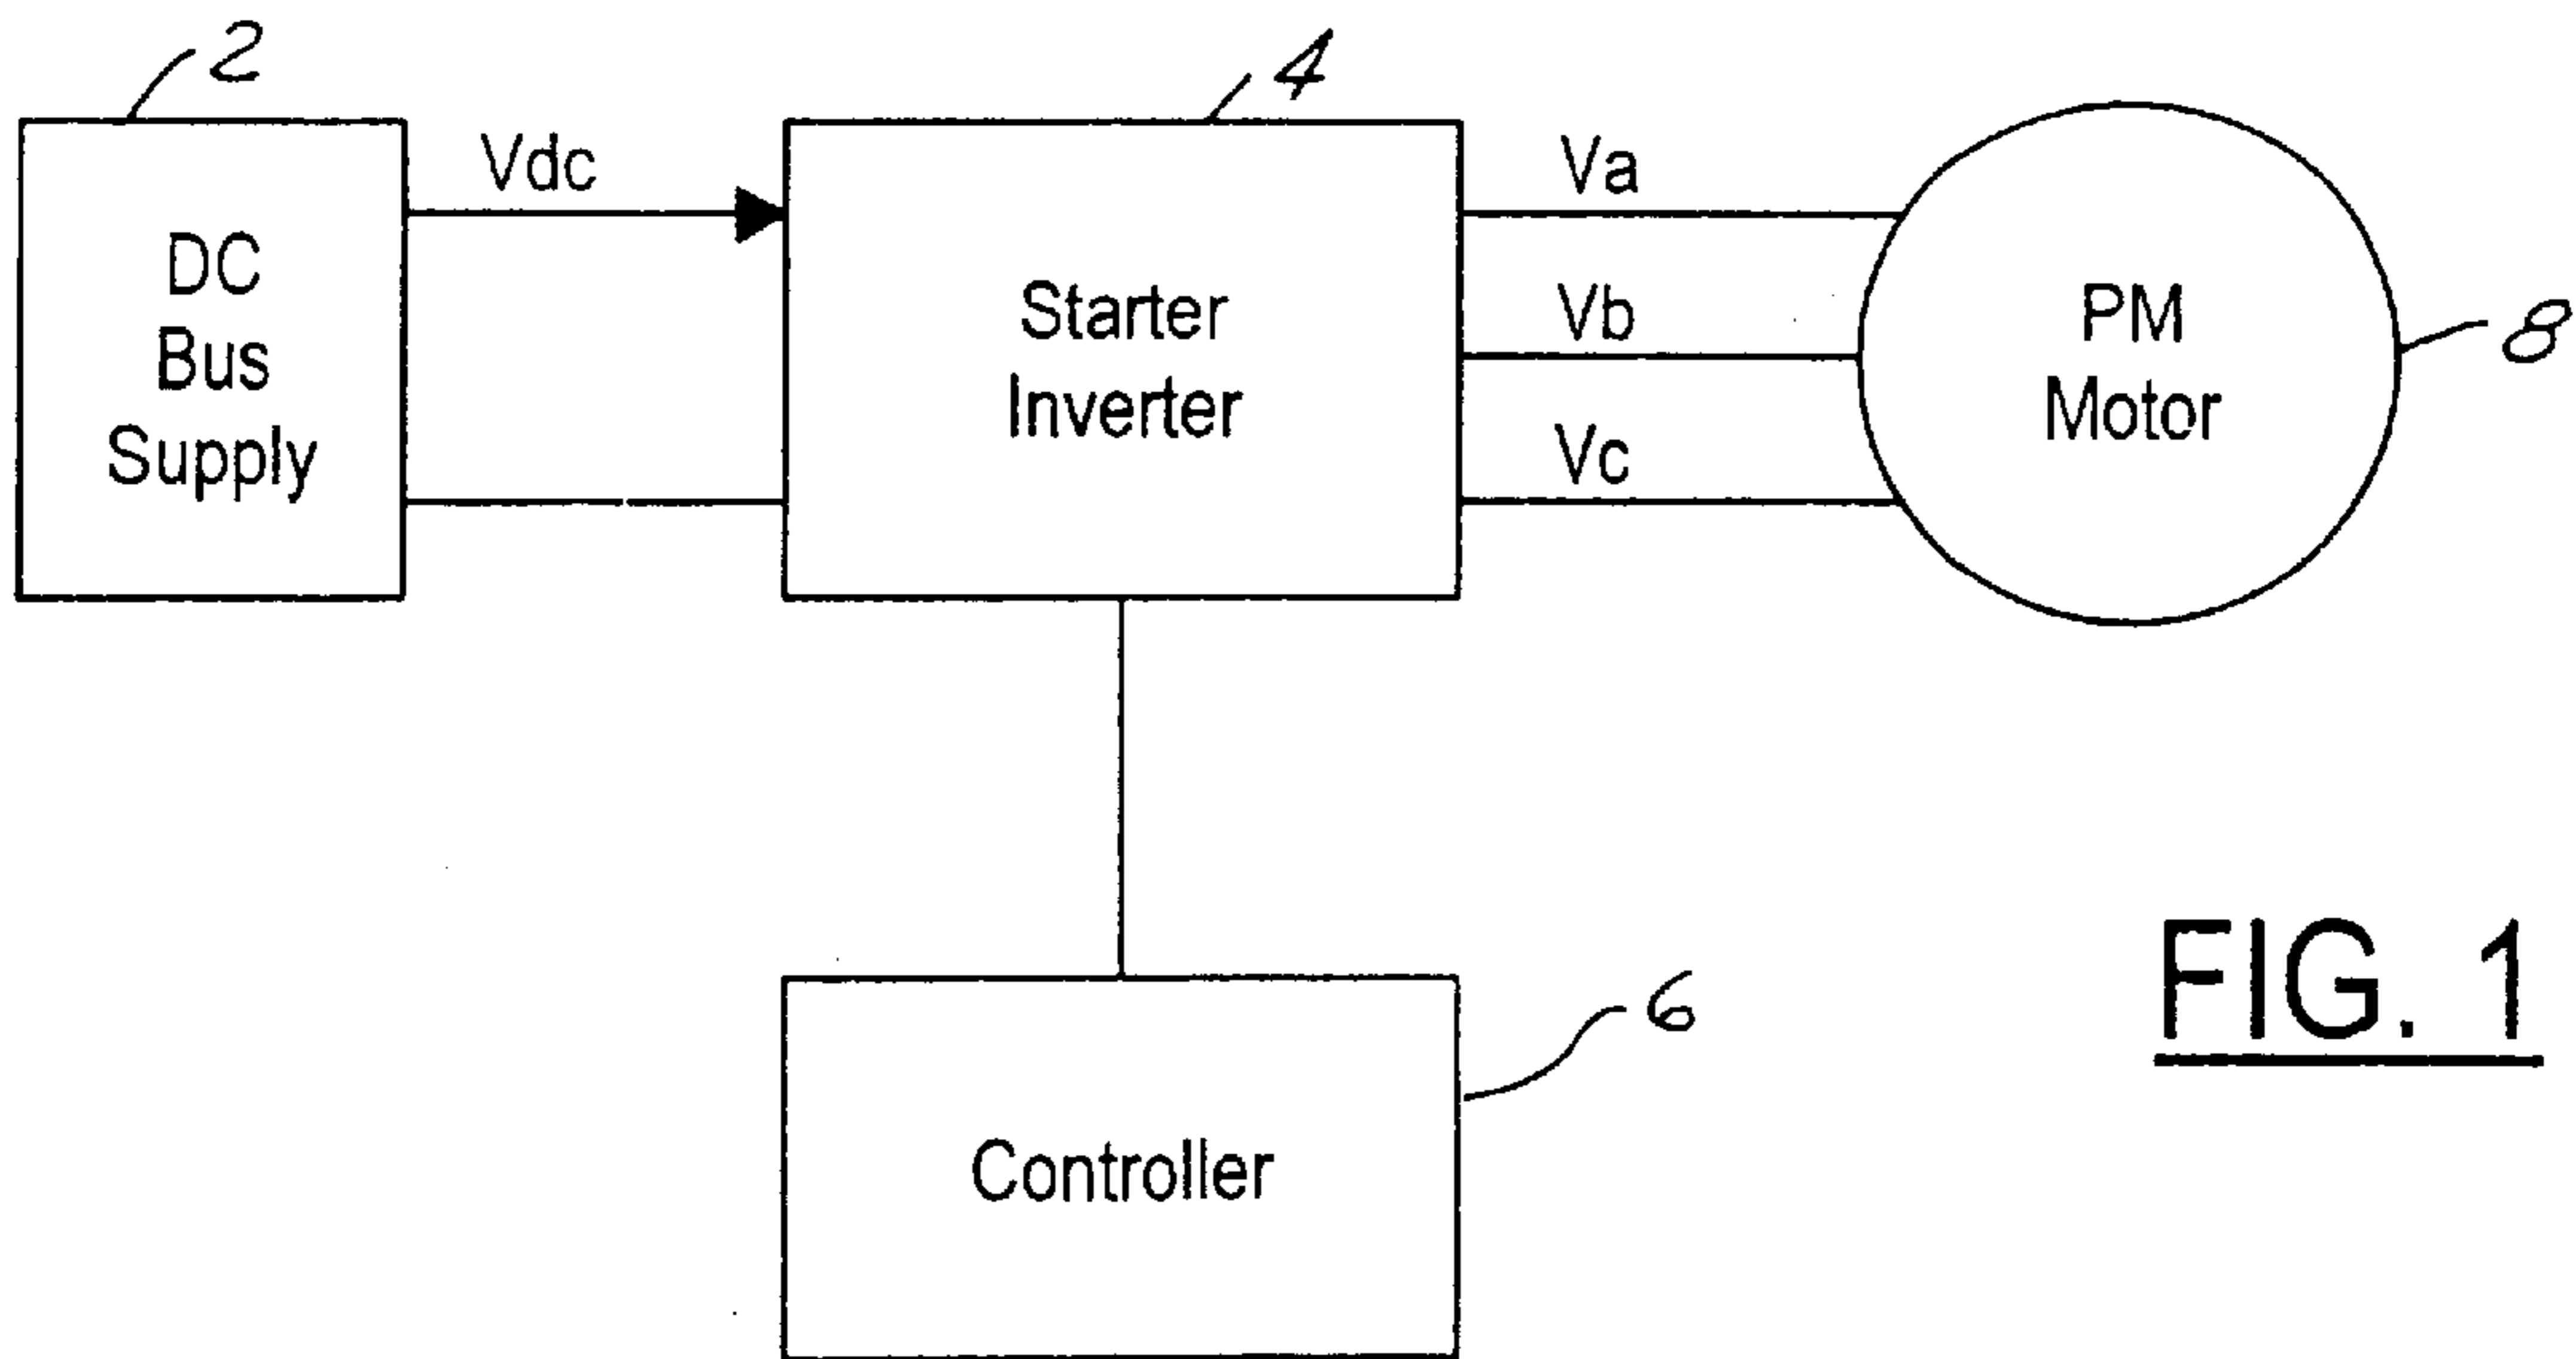 2
4
Vdc
Va
DC
Bus
Supply
Starter
Inverter
Vb
Vc
PM
Motor
8
6
Controller
FIG. 1